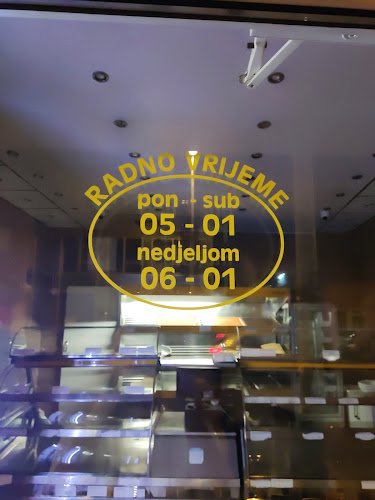 RADNO VRIJEME
pon - sub
05 - 01
nedjeljom
06 - 01